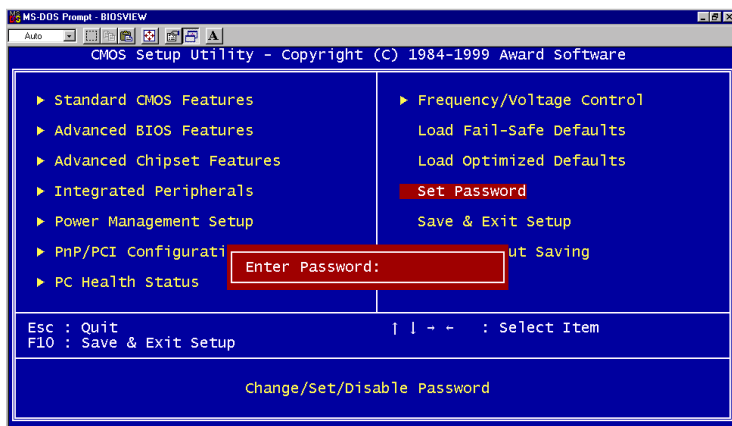 MS-DOS Prompt - BIOSVIEW
Auto
A
CMOS Setup Utility - Copyright (C) 1984-1999 Award Software
Standard CMOS Features
Advanced BIOS Features
Advanced Chipset Features
Integrated Peripherals
Power Management Setup
PnP/PCI Configurati
PC Health Status
Frequency/Voltage Control
Load Fail-Safe Defaults
Load Optimized Defaults
Set Password
Save & Exit Setup
ut Saving
Enter Password:
Esc : Quit
F10 : Save & Exit Setup
↑ ↓ → ← : Select Item
Change/Set/Disable Password